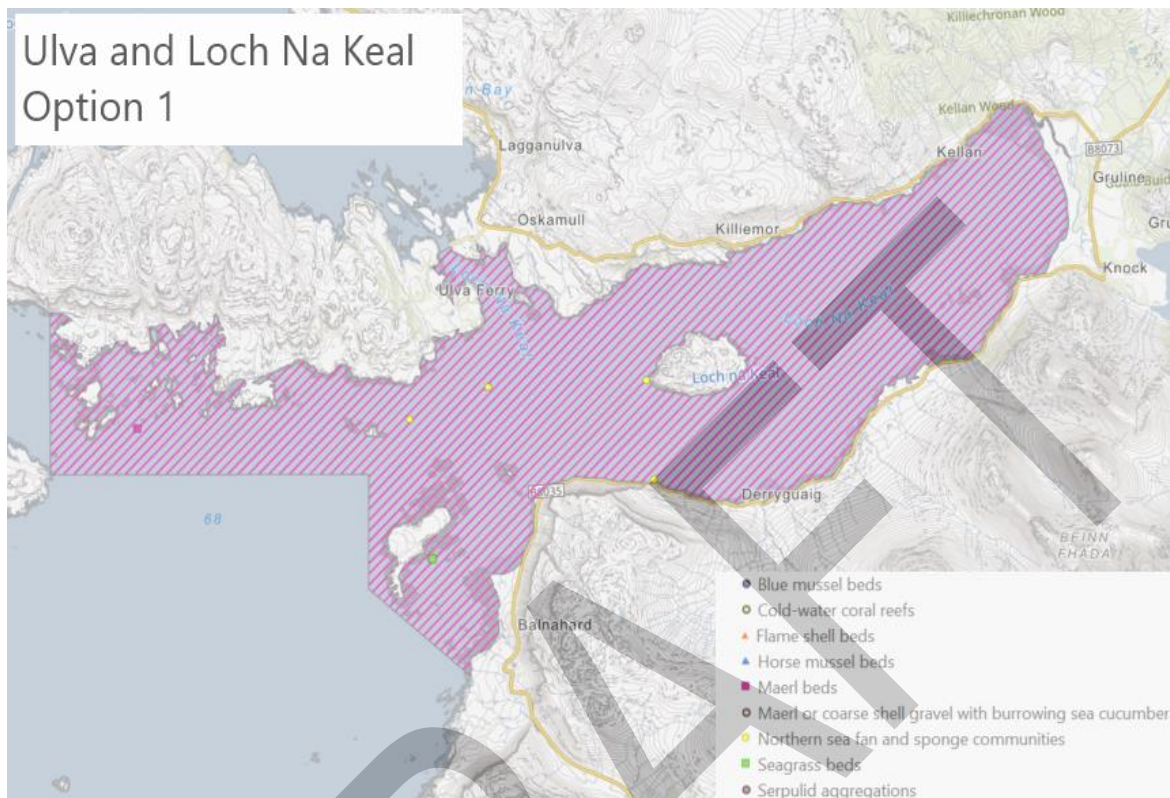 Ulva and Loch Na Keal
Option 1
Killiechronan Wood
Kellan Wood
Lagganulva
Kellan
B8073
Gruline
Oskamull
Killiemor
Knock
Ulva Ferry
Loch Na Keal
Loch Na Keal
Loch na Keal
B8035
Derryguaig
68
BEINN
FHADA
Balnahard
Blue mussel beds
Cold-water coral reefs
Flame shell beds
Horse mussel beds
Maerl beds
Maerl or coarse shell gravel with burrowing sea cucumber
Northern sea fan and sponge communities
Seagrass beds
Serpulid aggregations
DRAFT